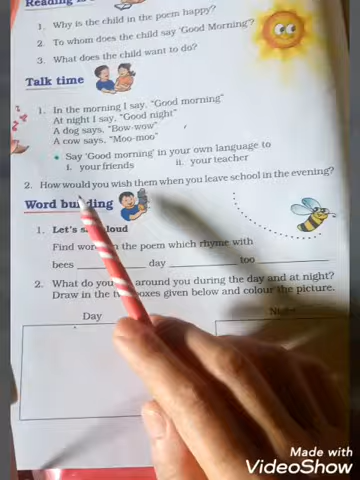 Reading is
1. Why is the child in the poem happy?
2. To whom does the child say 'Good Morning'?
3. What does the child want to do?
Talk time
1. In the morning I say, "Good morning"
At night I say, "Good night"
A dog says, "Bow-wow"
A cow says, "Moo-moo"
• Say 'Good morning' in your own language to
i. your friends ii. your teacher
2. How would you wish them when you leave school in the evening?
Word building
1. Let's loud
Find words in the poem which rhyme with
bees day too
2. What do you around you during the day and at night?
Draw in the boxes given below and colour the picture.
Day
Made with
VideoShow